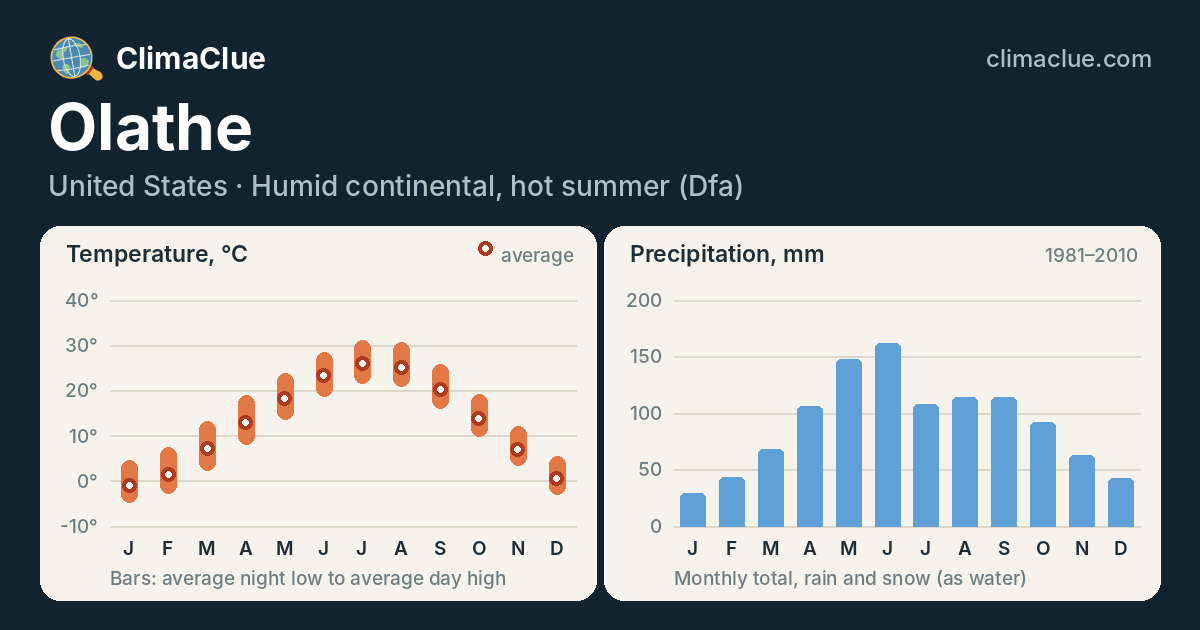 ClimaClue
climaclue.com
Olathe
United States · Humid continental, hot summer (Dfa)
Temperature, °C
average
40°
30°
20°
10°
0°
-10°
J F M A M J J A S O N D
Bars: average night low to average day high
Precipitation, mm
1981–2010
200
150
100
50
0
J F M A M J J A S O N D
Monthly total, rain and snow (as water)